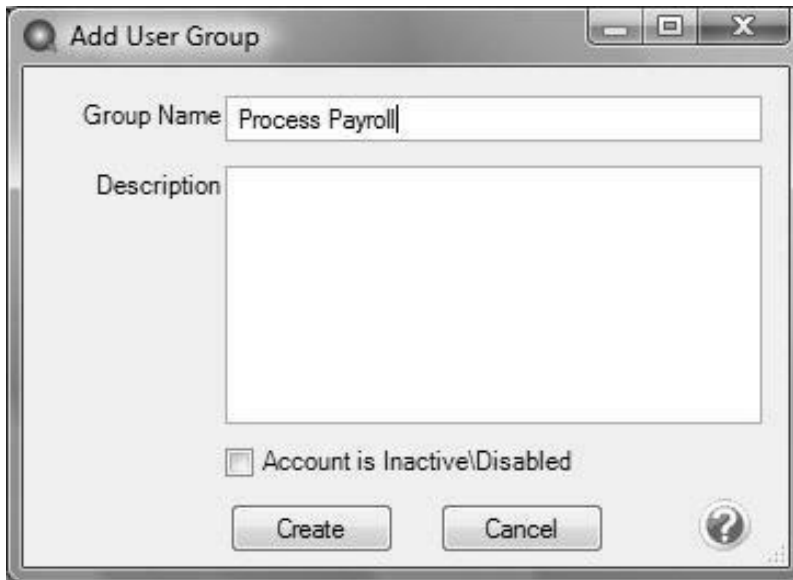 Add User Group
Group Name Process Payroll
Description
Account is Inactive\Disabled
Create Cancel
?